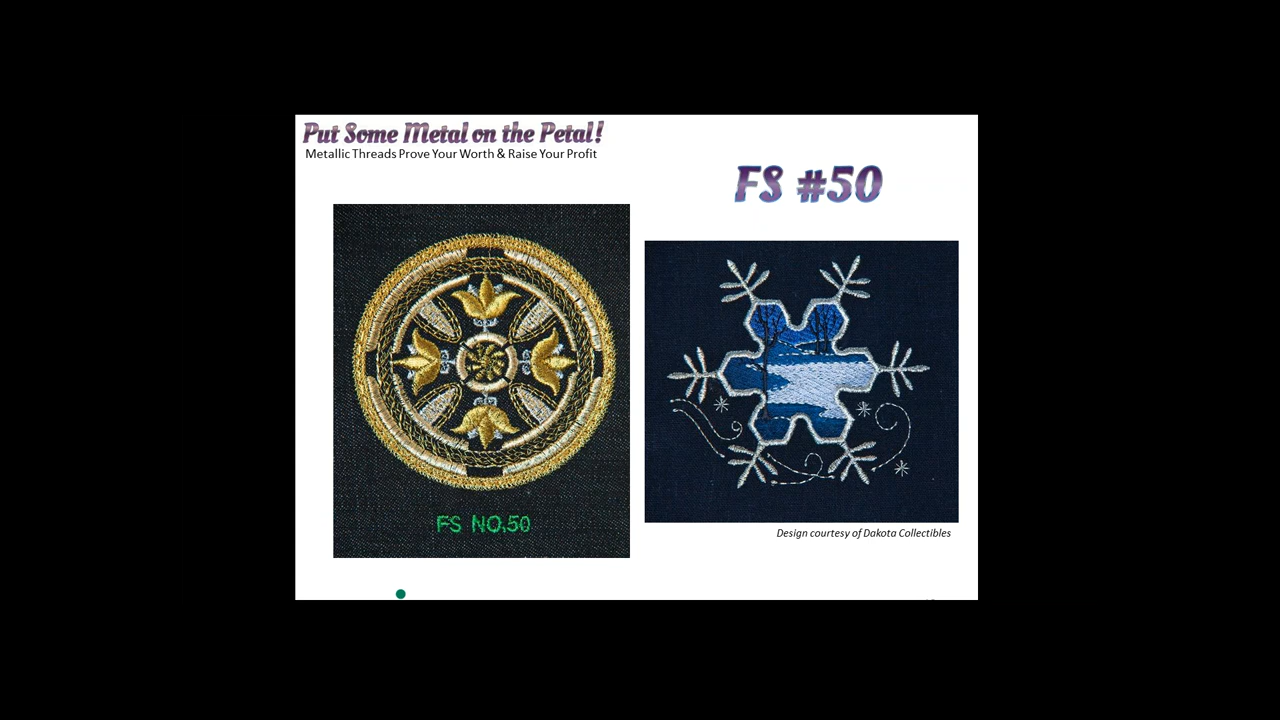 Put Some Metal on the Petal!
Metallic Threads Prove Your Worth & Raise Your Profit
FS #50
FS NO.50
Design courtesy of Dakota Collectibles